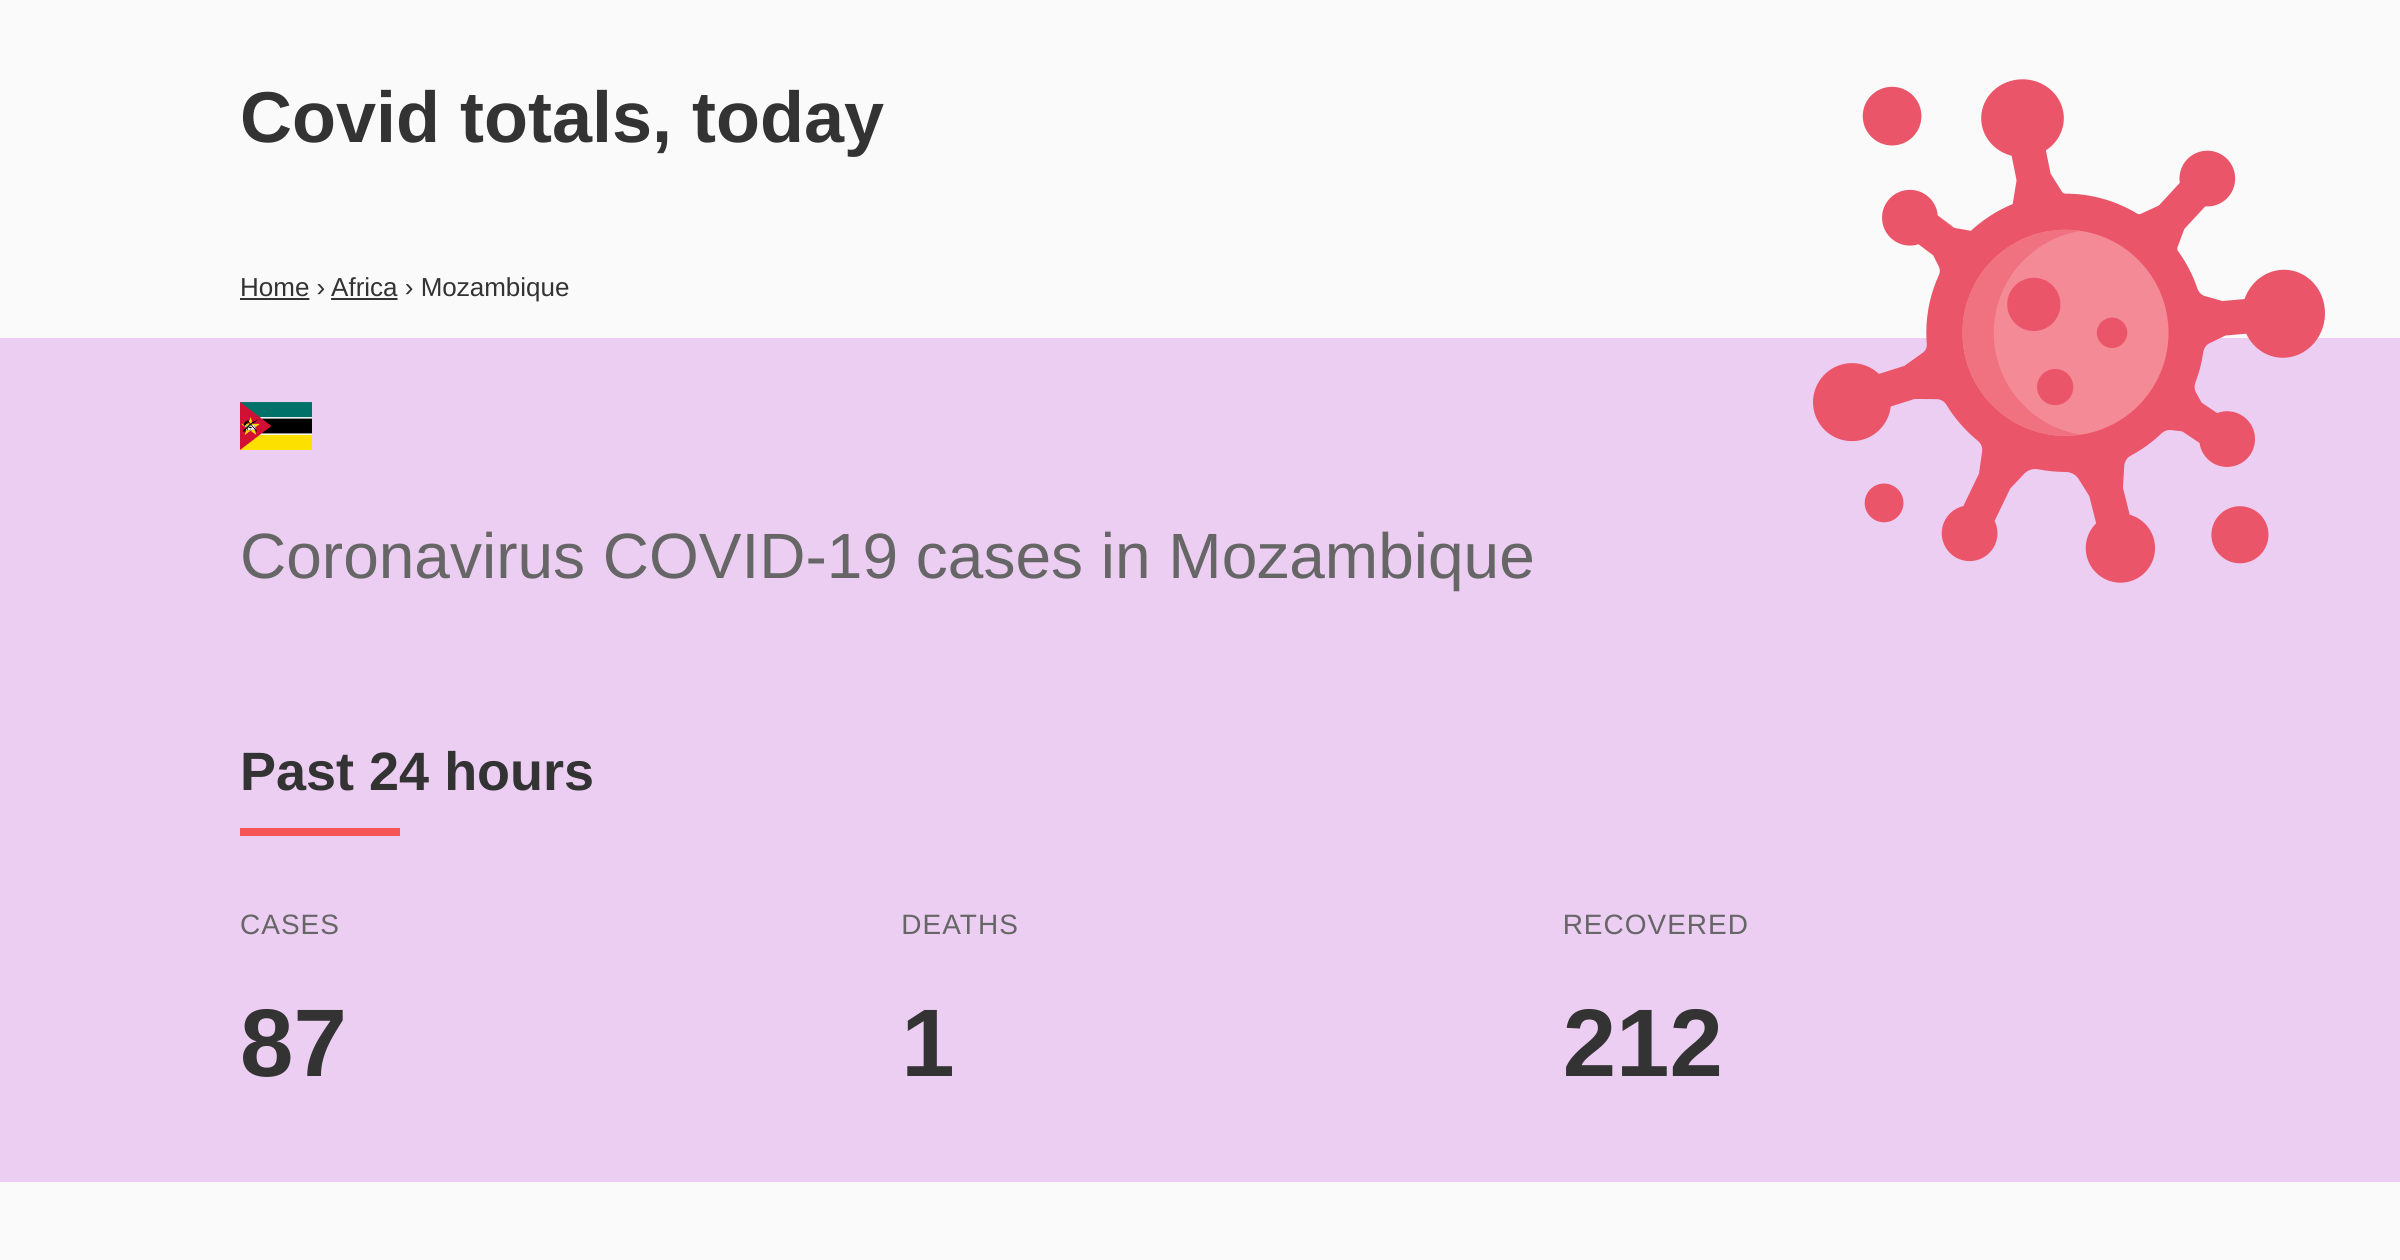 Covid totals, today
Home › Africa › Mozambique
Coronavirus COVID-19 cases in Mozambique
Past 24 hours
CASES DEATHS RECOVERED
87 1 212